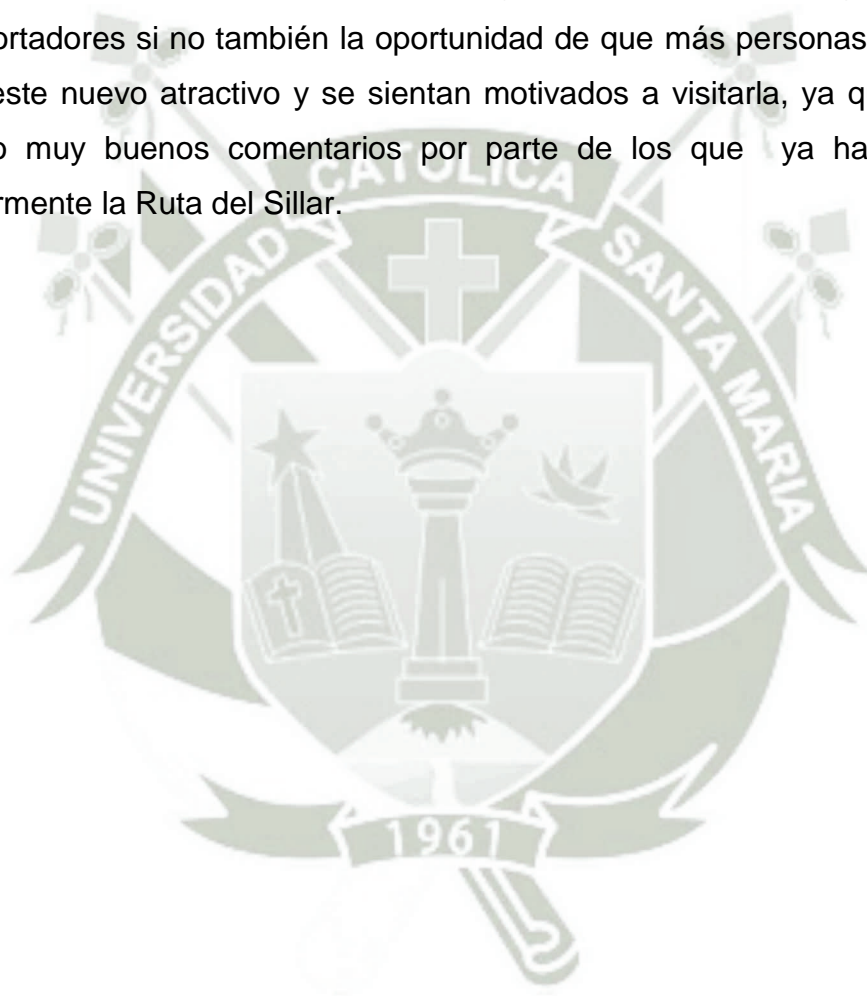 ortadores si no también la oportunidad de que más personas
este nuevo atractivo y se sientan motivados a visitarla, ya q
o muy buenos comentarios por parte de los que ya ha
rmente la Ruta del Sillar.
UNIVERSIDAD CATOLICA SANTA MARIA
1961